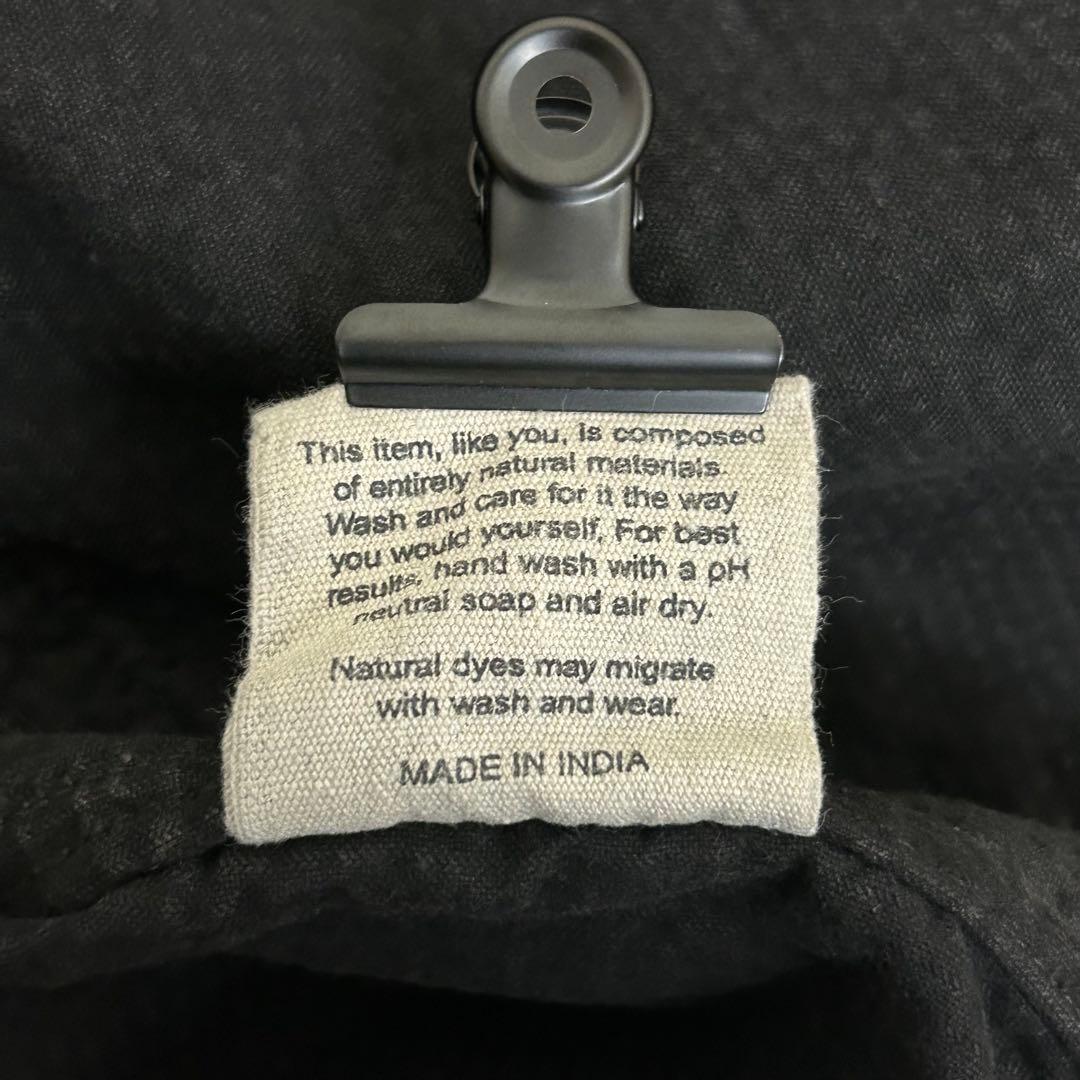 This item, like you, is composed
of entirely natural materials.
Wash and care for it the way
you would yourself. For best
results, hand wash with a pH
neutral soap and air dry.
Natural dyes may migrate
with wash and wear.
MADE IN INDIA